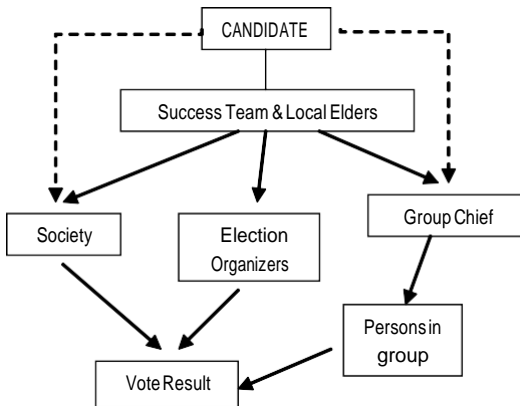 CANDIDATE
Success Team & Local Elders
Society
Election
Organizers
Group Chief
Persons in
group
Vote Result